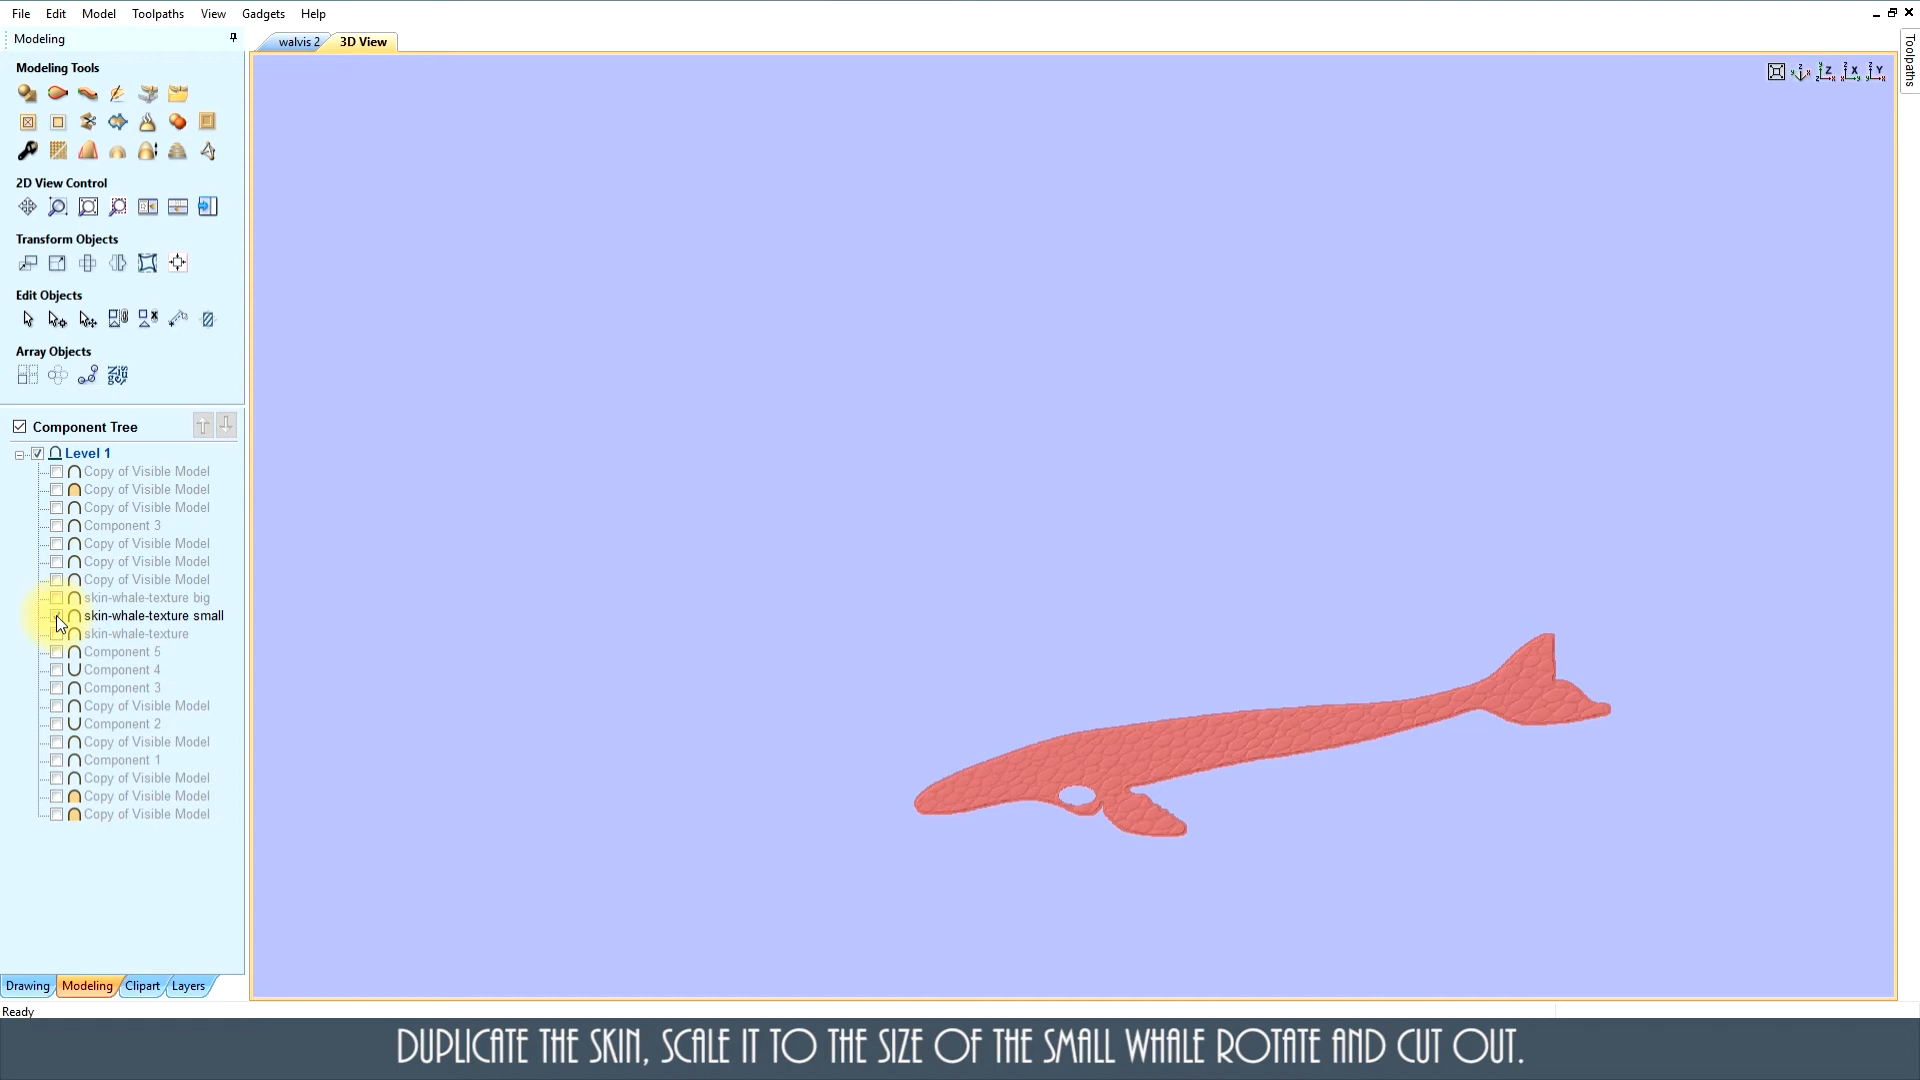 File Edit Model Toolpaths View Gadgets Help
Modeling
walvis 2 3D View
Toolpaths
Modeling Tools
2D View Control
Transform Objects
Edit Objects
Array Objects
Component Tree
Level 1
Copy of Visible Model
Copy of Visible Model
Copy of Visible Model
Component 3
Copy of Visible Model
Copy of Visible Model
Copy of Visible Model
skin-whale-texture big
skin-whale-texture small
skin-whale-texture
Component 5
Component 4
Component 3
Copy of Visible Model
Component 2
Copy of Visible Model
Component 1
Copy of Visible Model
Copy of Visible Model
Copy of Visible Model
Drawing Modeling Clipart Layers
Ready
DUPLICATE THE SKIN, SCALE IT TO THE SIZE OF THE SMALL WHALE ROTATE AND CUT OUT.